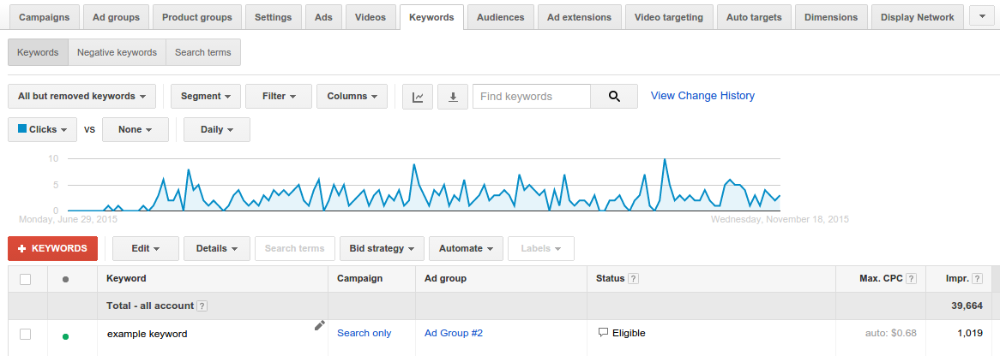 Campaigns Ad groups Product groups Settings Ads Videos Keywords Audiences Ad extensions Video targeting Auto targets Dimensions Display Network
Keywords Negative keywords Search terms
All but removed keywords Segment Filter Columns Find keywords View Change History
Clicks vs None Daily
10
5
0
Monday, June 29, 2015 Wednesday, November 18, 2015
+ KEYWORDS Edit Details Search terms Bid strategy Automate Labels
Keyword Campaign Ad group Status ? Max. CPC ? Impr. ?
Total - all account ? 39,664
example keyword Search only Ad Group #2 Eligible auto: $0.68 1,019